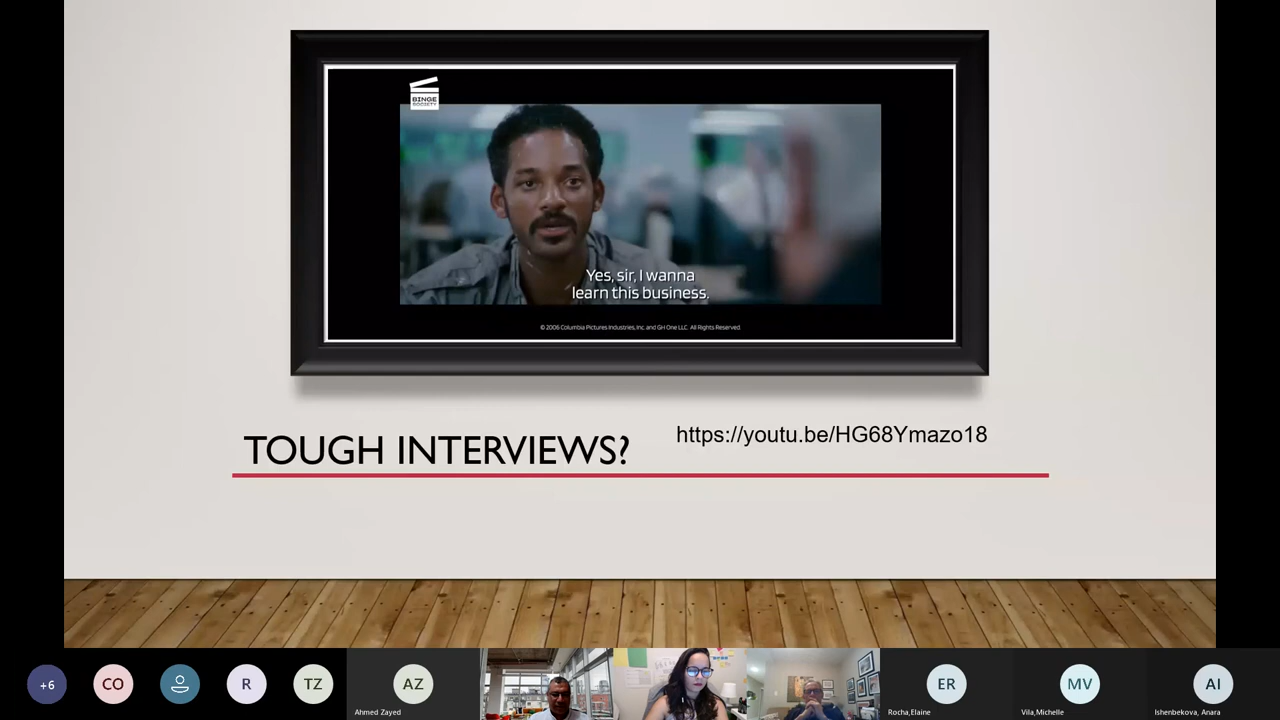 BINGE
SOCIETY
Yes, sir, I wanna
learn this business.
© 2006 Columbia Pictures Industries, Inc. and GH One LLC. All Rights Reserved.
TOUGH INTERVIEWS?
https://youtu.be/HG68Ymazo18
+6
CO
R
TZ
AZ
Ahmed Zayed
ER
Rocha,Elaine
MV
Vila,Michelle
AI
Ishenbekova, Anara